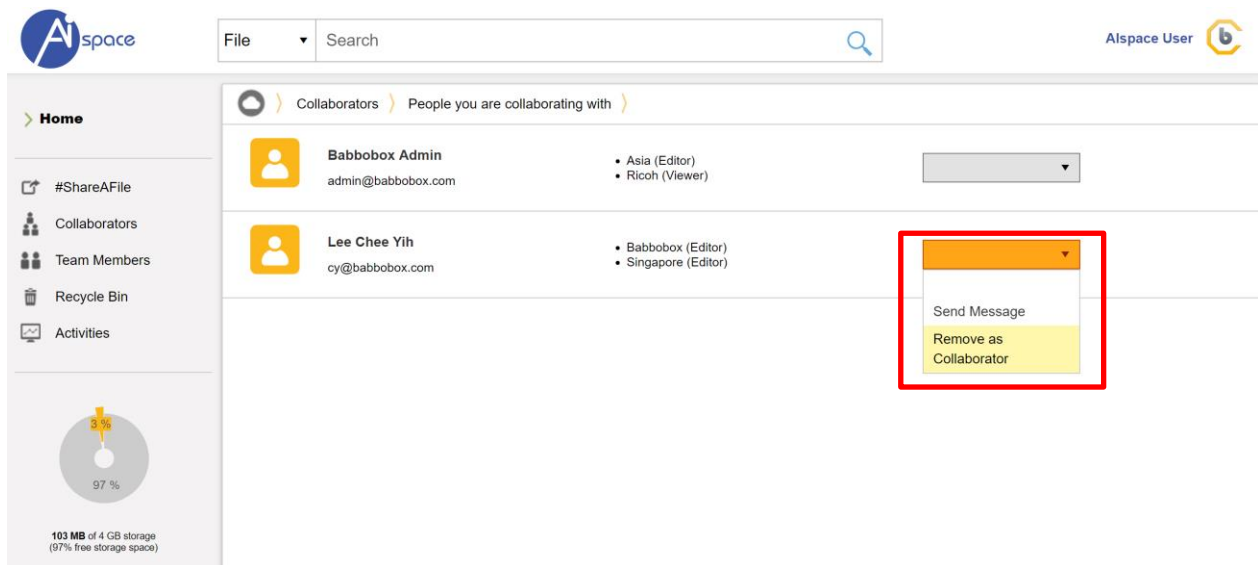 Ai space
File ▼ Search
AIspace User
b
Home
Collaborators 〉 People you are collaborating with 〉
Babbobox Admin
admin@babbobox.com
• Asia (Editor)
• Ricoh (Viewer)
Lee Chee Yih
cy@babbobox.com
• Babbobox (Editor)
• Singapore (Editor)
Send Message
Remove as
Collaborator
#ShareAFile
Collaborators
Team Members
Recycle Bin
Activities
3 %
97 %
103 MB of 4 GB storage
(97% free storage space)